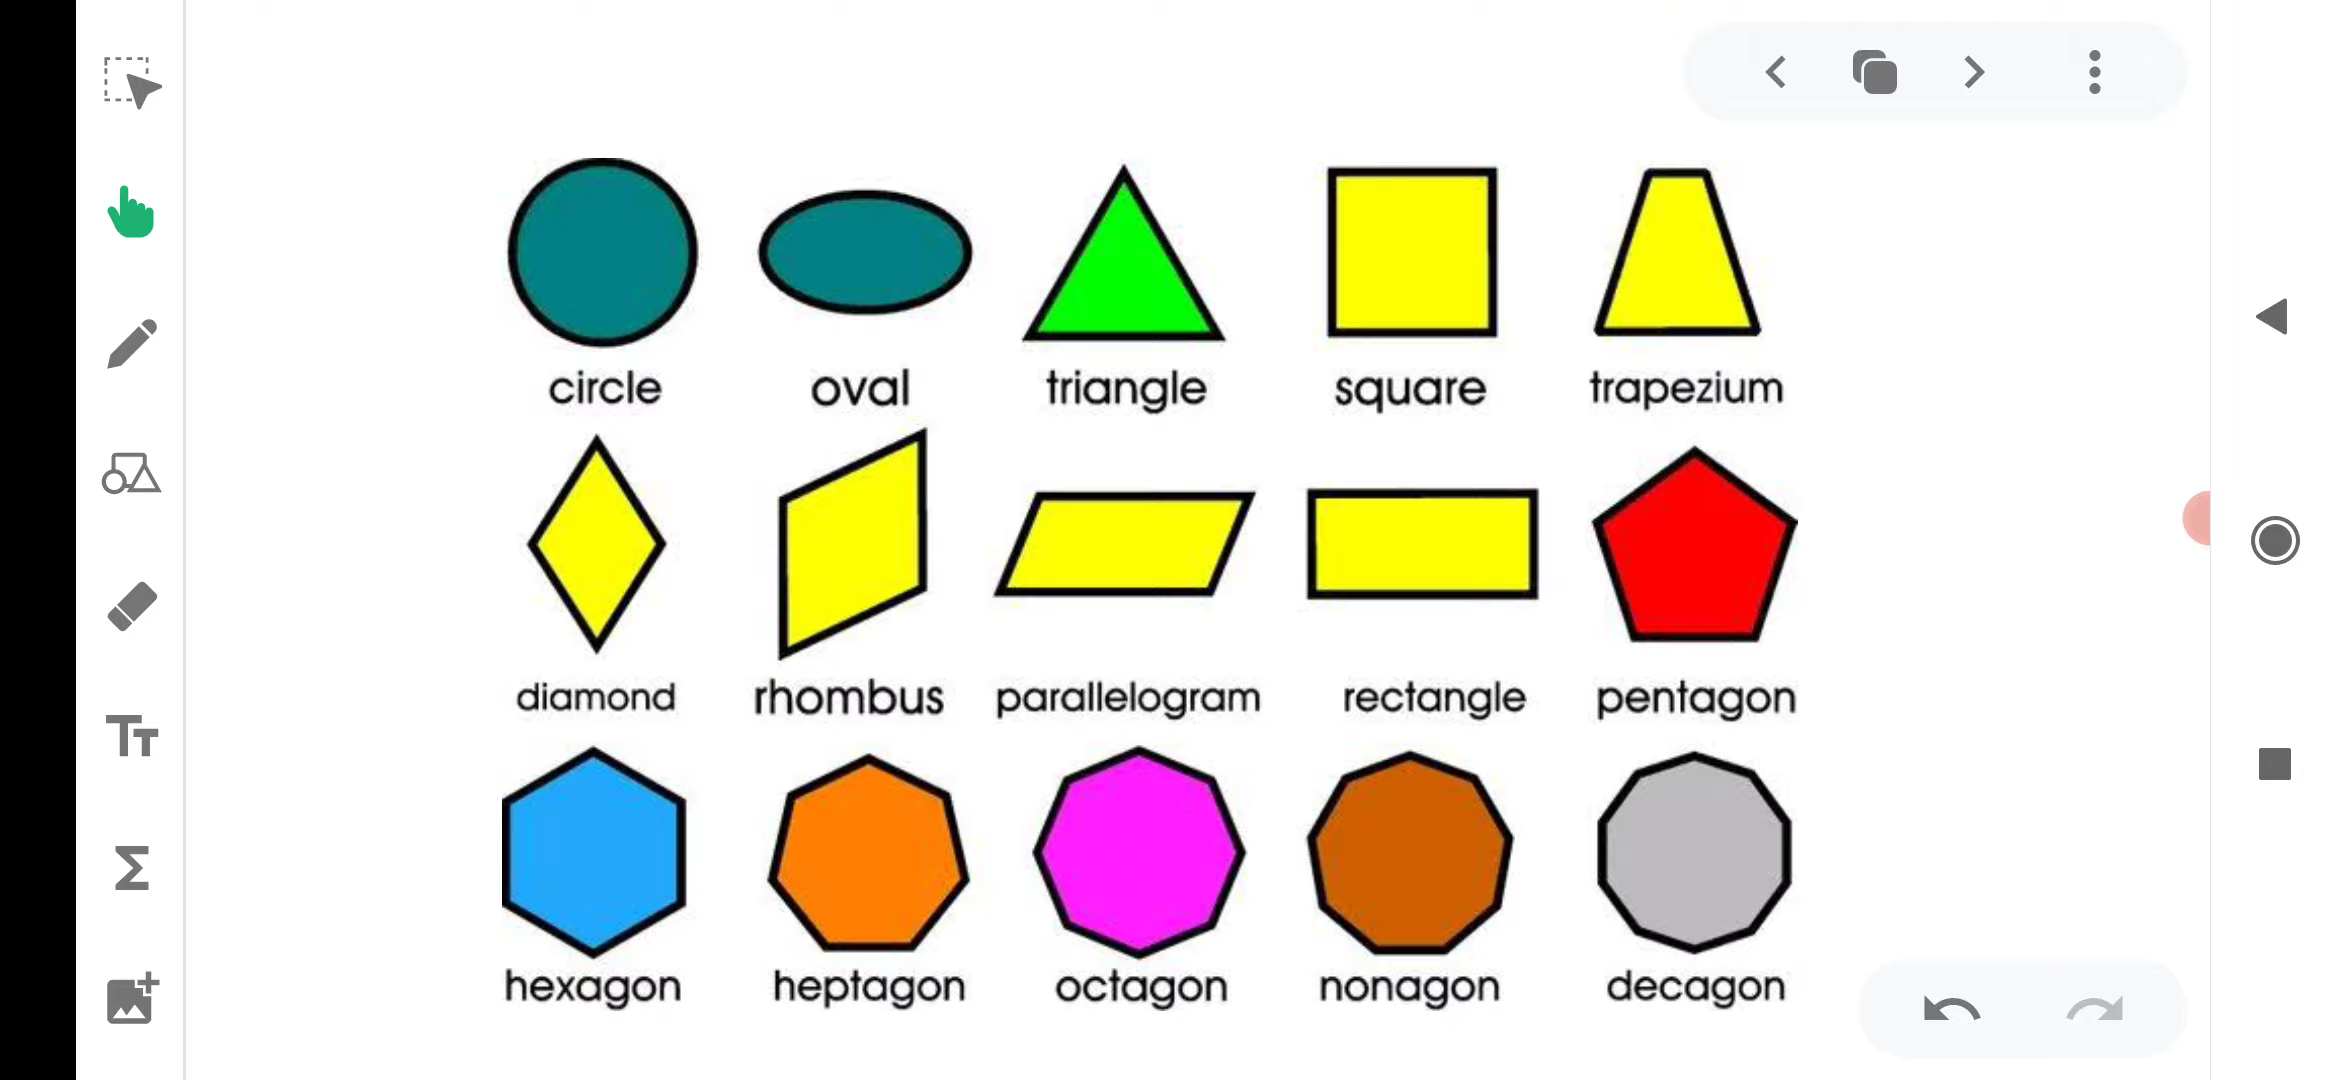 circle oval triangle square trapezium
diamond rhombus parallelogram rectangle pentagon
hexagon heptagon octagon nonagon decagon